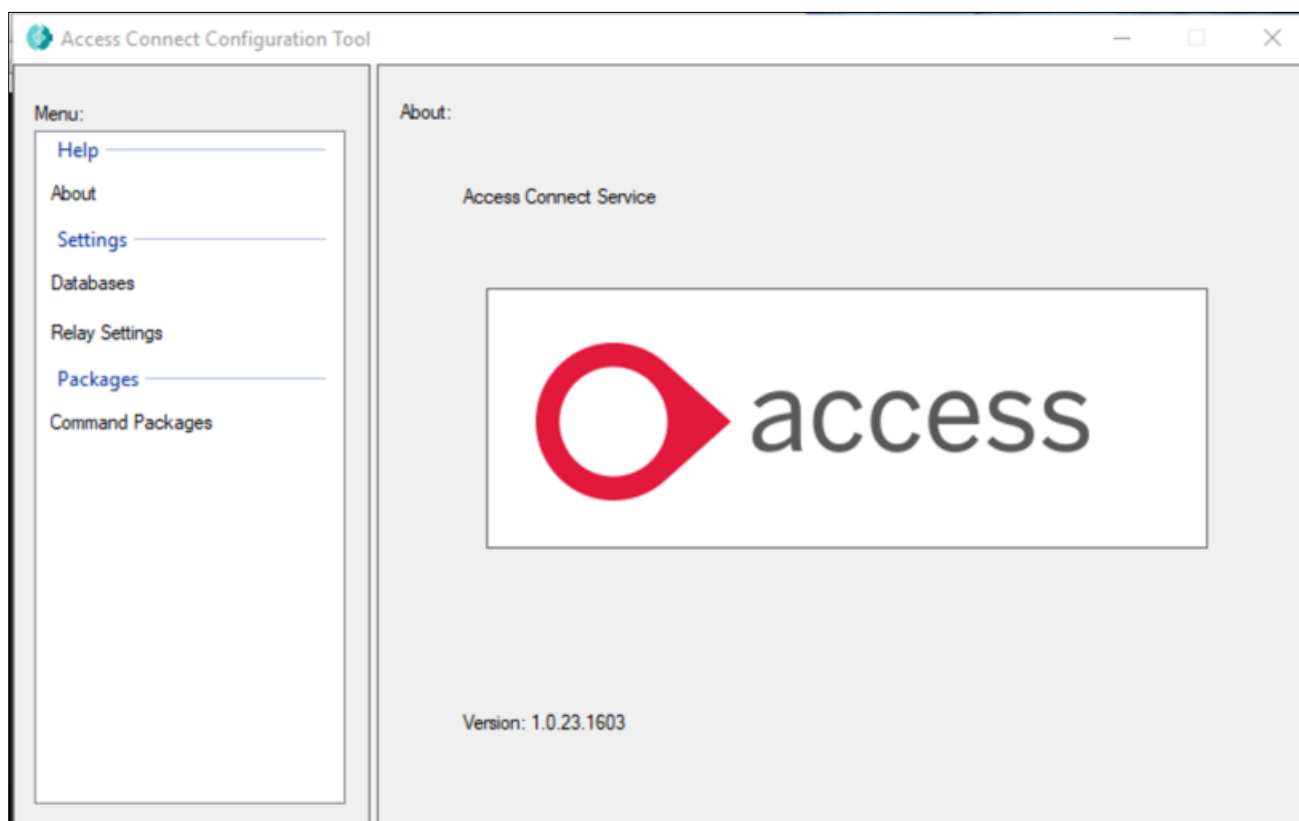 Access Connect Configuration Tool
Menu:
Help
About
Settings
Databases
Relay Settings
Packages
Command Packages
About:
Access Connect Service
access
Version: 1.0.23.1603